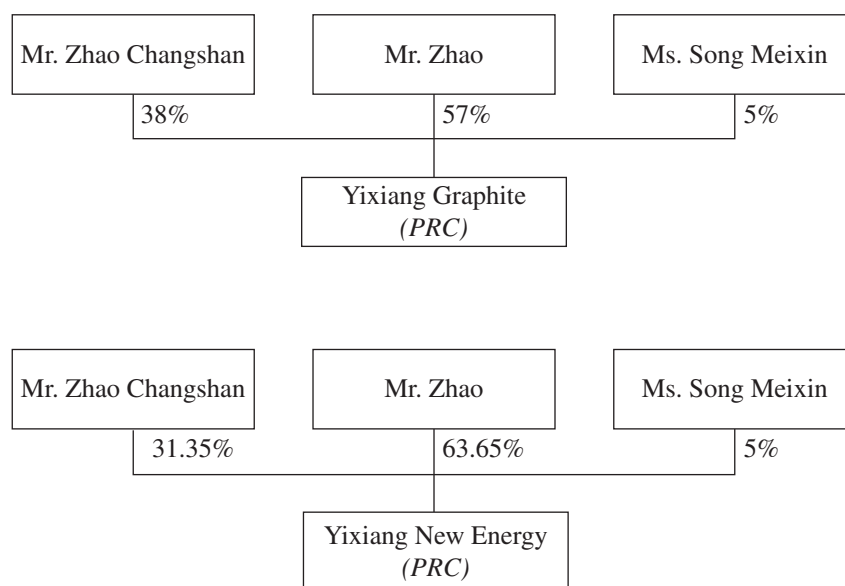 Mr. Zhao Changshan
Mr. Zhao
Ms. Song Meixin
38%
57%
5%
Yixiang Graphite
(PRC)
Mr. Zhao Changshan
Mr. Zhao
Ms. Song Meixin
31.35%
63.65%
5%
Yixiang New Energy
(PRC)